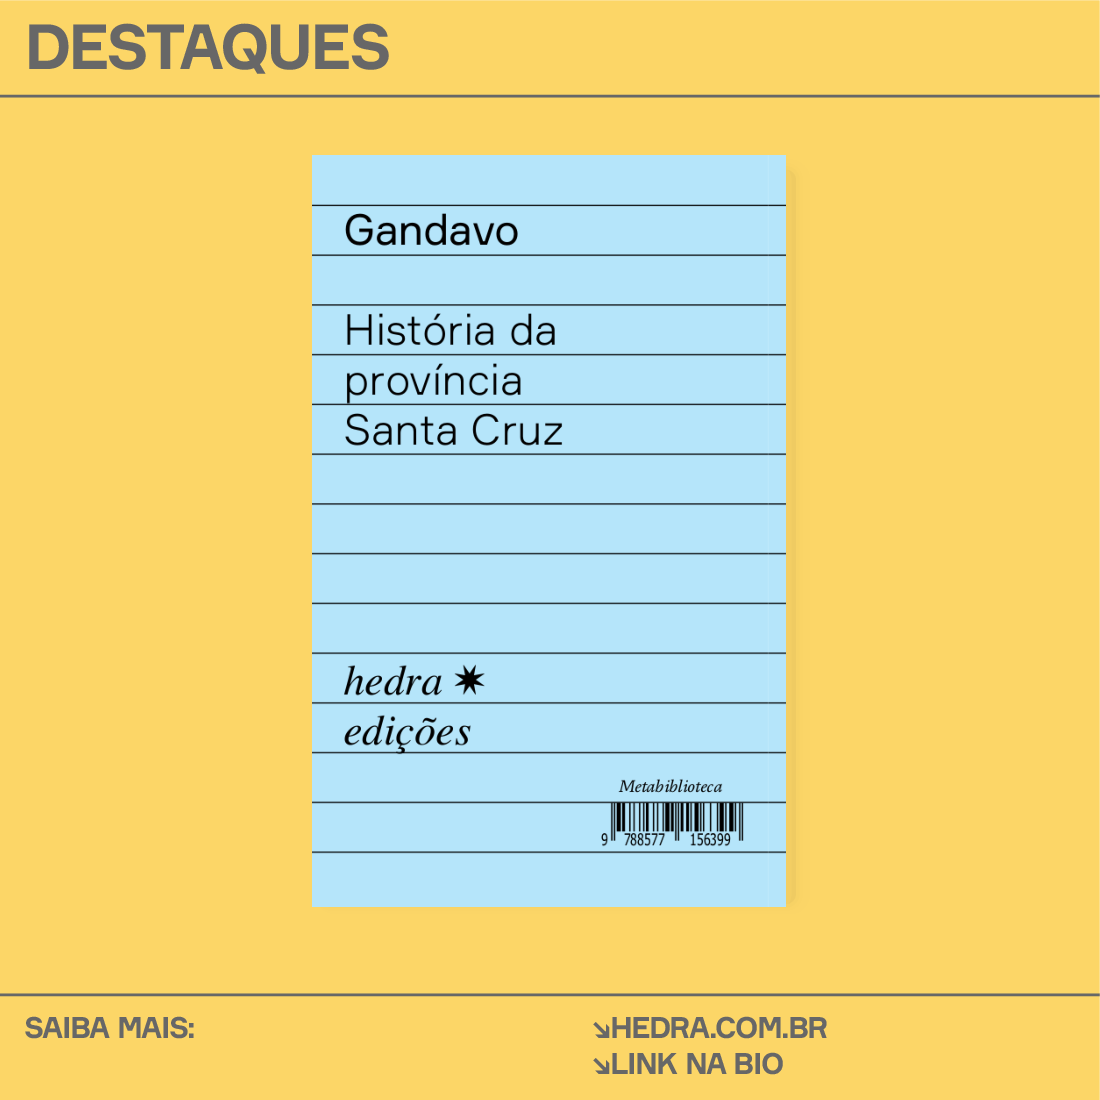 DESTAQUES
Gandavo
História da
província
Santa Cruz
hedra ✷
edições
Metabiblioteca
9 788577 156399
SAIBA MAIS:
↘HEDRA.COM.BR
↘LINK NA BIO